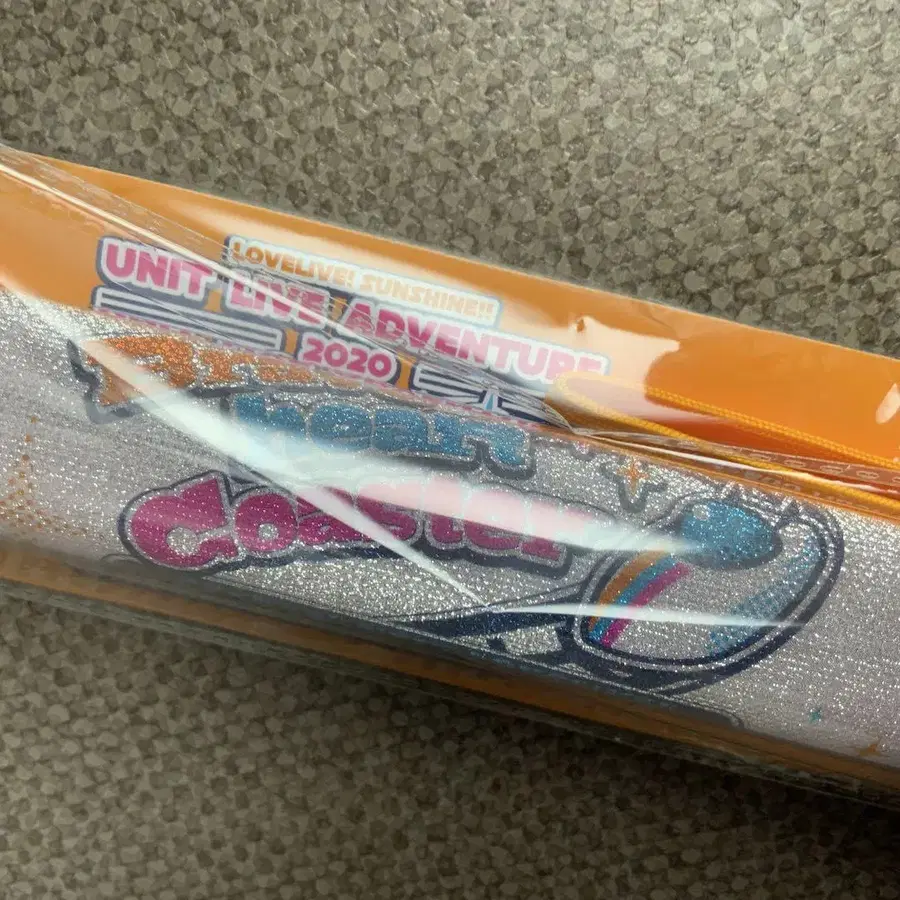 LOVELIVE! SUNSHINE!!
UNIT LIVE ADVENTURE
2020
heart
Coaster